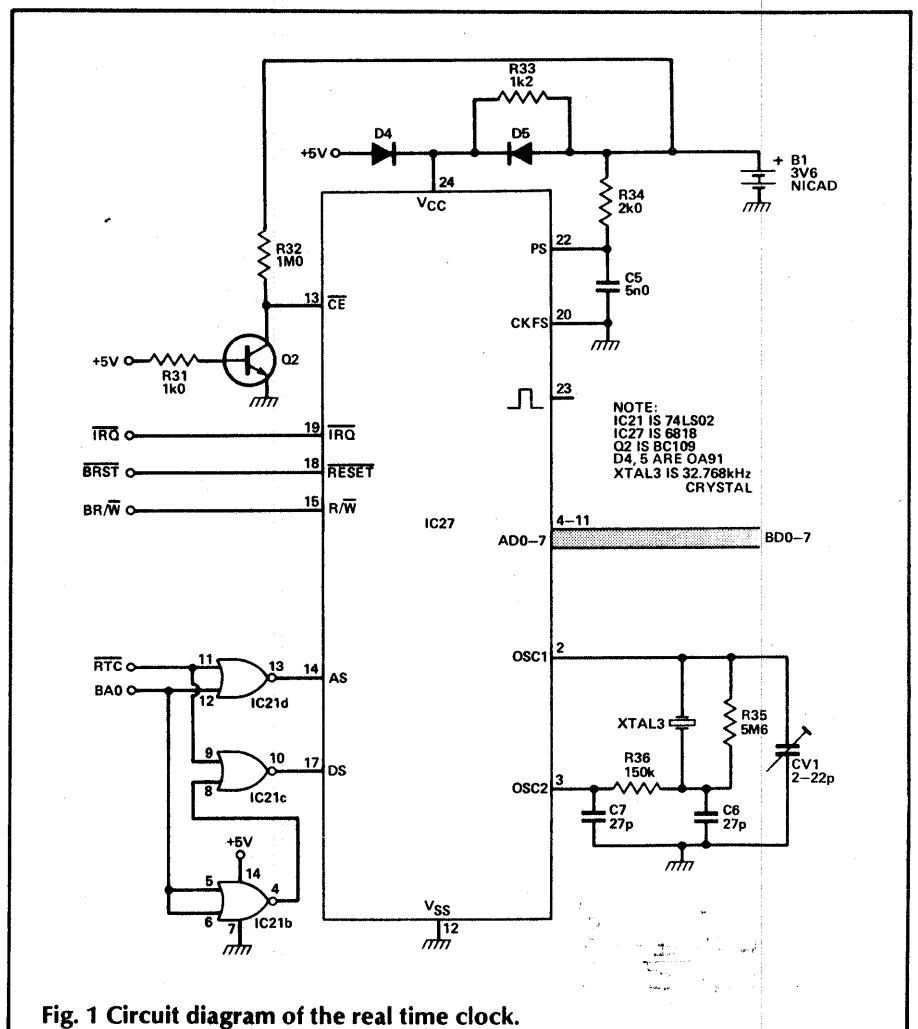 R33
1k2
D4
D5
+5V
+ B1
3V6
NICAD
24
VCC
R34
2k0
R32
1M0
PS
22
C5
5n0
13
CE
CKFS
20
+5V
Q2
R31
1k0
23
NOTE:
IC21 IS 74LS02
IC27 IS 6818
Q2 IS BC109
D4, 5 ARE OA91
XTAL3 IS 32.768kHz
CRYSTAL
IRQ
19
IRQ
BRST
18
RESET
BR/W
15
R/W
IC27
4–11
AD0–7
BD0–7
RTC
11
13
14
AS
BA0
12
IC21d
OSC1
2
XTAL3
R35
5M6
9
10
17
DS
8
IC21c
R36
150k
CV1
2–22p
OSC2
3
C7
27p
C6
27p
+5V
14
5
4
6
7
IC21b
VSS
12
Fig. 1 Circuit diagram of the real time clock.